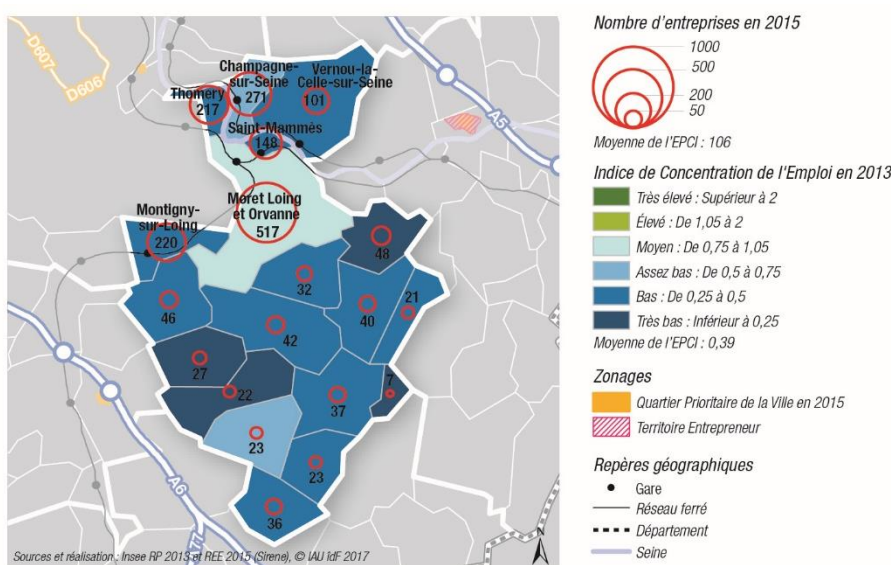 D607
D606
Thomery
217
Champagne-
sur-Seine
271
Vernou-la-
Celle-sur-Seine
101
Saint-Mammès
148
A5
Moret Loing
et Orvanne
517
Montigny-
sur-Loing
220
48
32
46
42
40
21
27
22
37
7
23
23
36
A6
Sources et réalisation : Insee RP 2013 et REE 2015 (Sirene), © IAU îdF 2017
N
Nombre d'entreprises en 2015
1000
500
200
50
Moyenne de l'EPCI : 106
Indice de Concentration de l'Emploi en 2013
Très élevé : Supérieur à 2
Élevé : De 1,05 à 2
Moyen : De 0,75 à 1,05
Assez bas : De 0,5 à 0,75
Bas : De 0,25 à 0,5
Très bas : Inférieur à 0,25
Moyenne de l'EPCI : 0,39
Zonages
Quartier Prioritaire de la Ville en 2015
Territoire Entrepreneur
Repères géographiques
Gare
Réseau ferré
Département
Seine